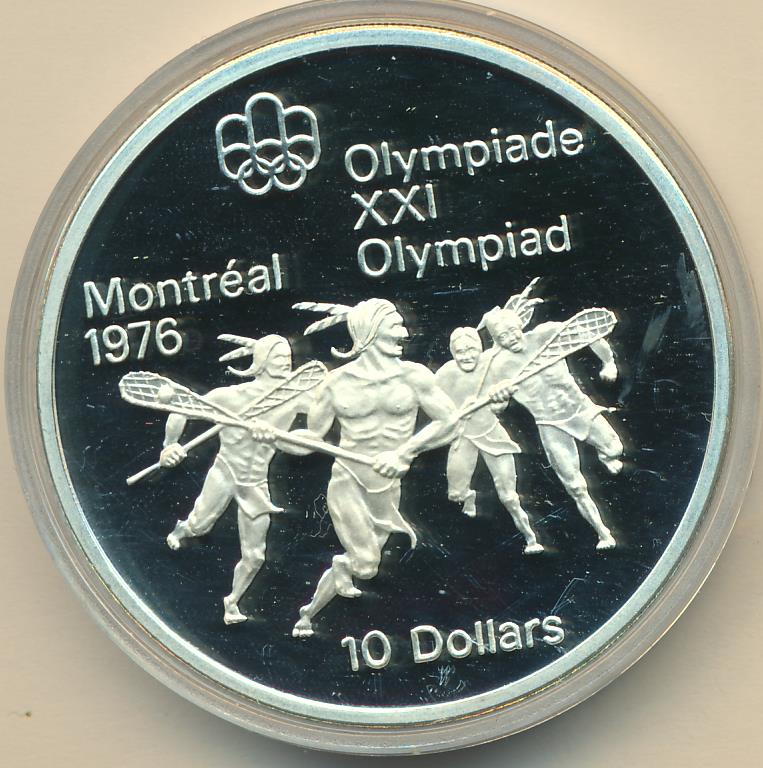 Olympiade
XXI
Olympiad
Montréal
1976
10 Dollars